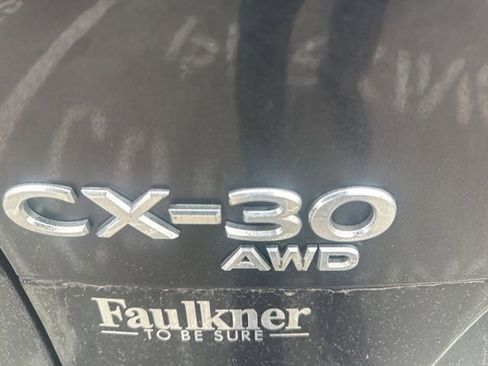 CX-30
AWD
Faulkner
TO BE SURE